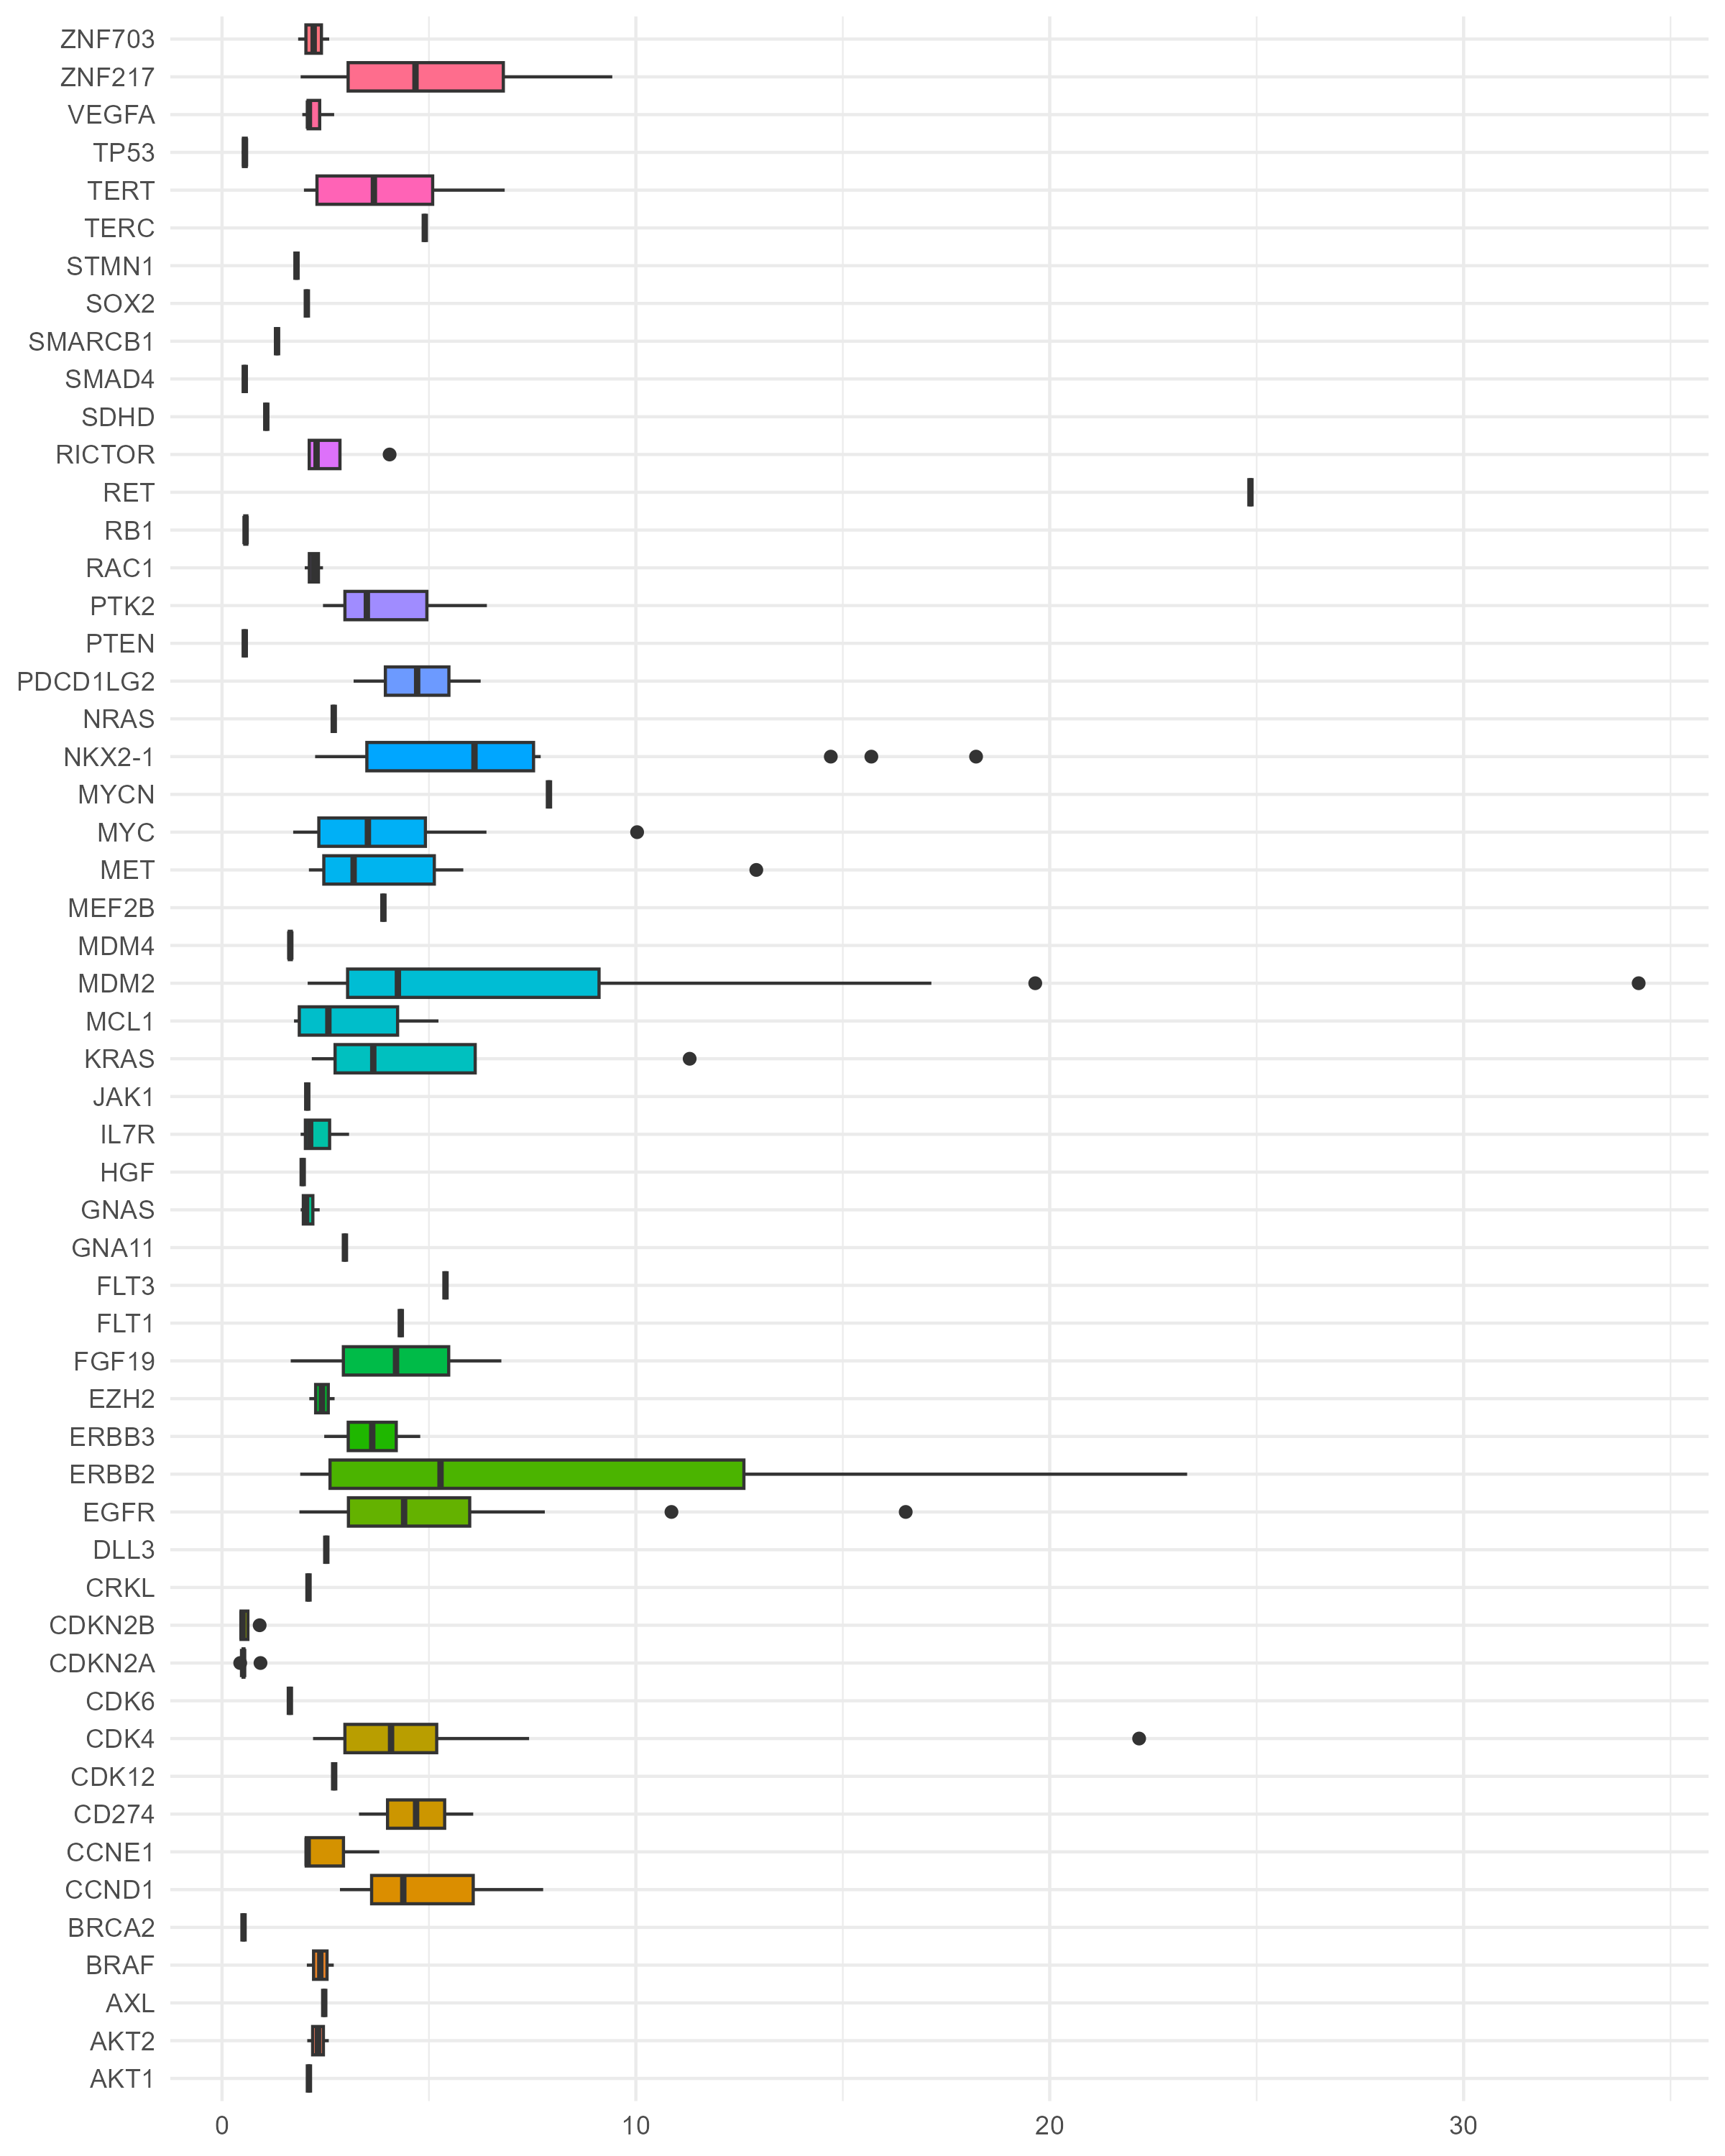 ZNF703
ZNF217
VEGFA
TP53
TERT
TERC
STMN1
SOX2
SMARCB1
SMAD4
SDHD
RICTOR
RET
RB1
RAC1
PTK2
PTEN
PDCD1LG2
NRAS
NKX2-1
MYCN
MYC
MET
MEF2B
MDM4
MDM2
MCL1
KRAS
JAK1
IL7R
HGF
GNAS
GNA11
FLT3
FLT1
FGF19
EZH2
ERBB3
ERBB2
EGFR
DLL3
CRKL
CDKN2B
CDKN2A
CDK6
CDK4
CDK12
CD274
CCNE1
CCND1
BRCA2
BRAF
AXL
AKT2
AKT1
0 10 20 30